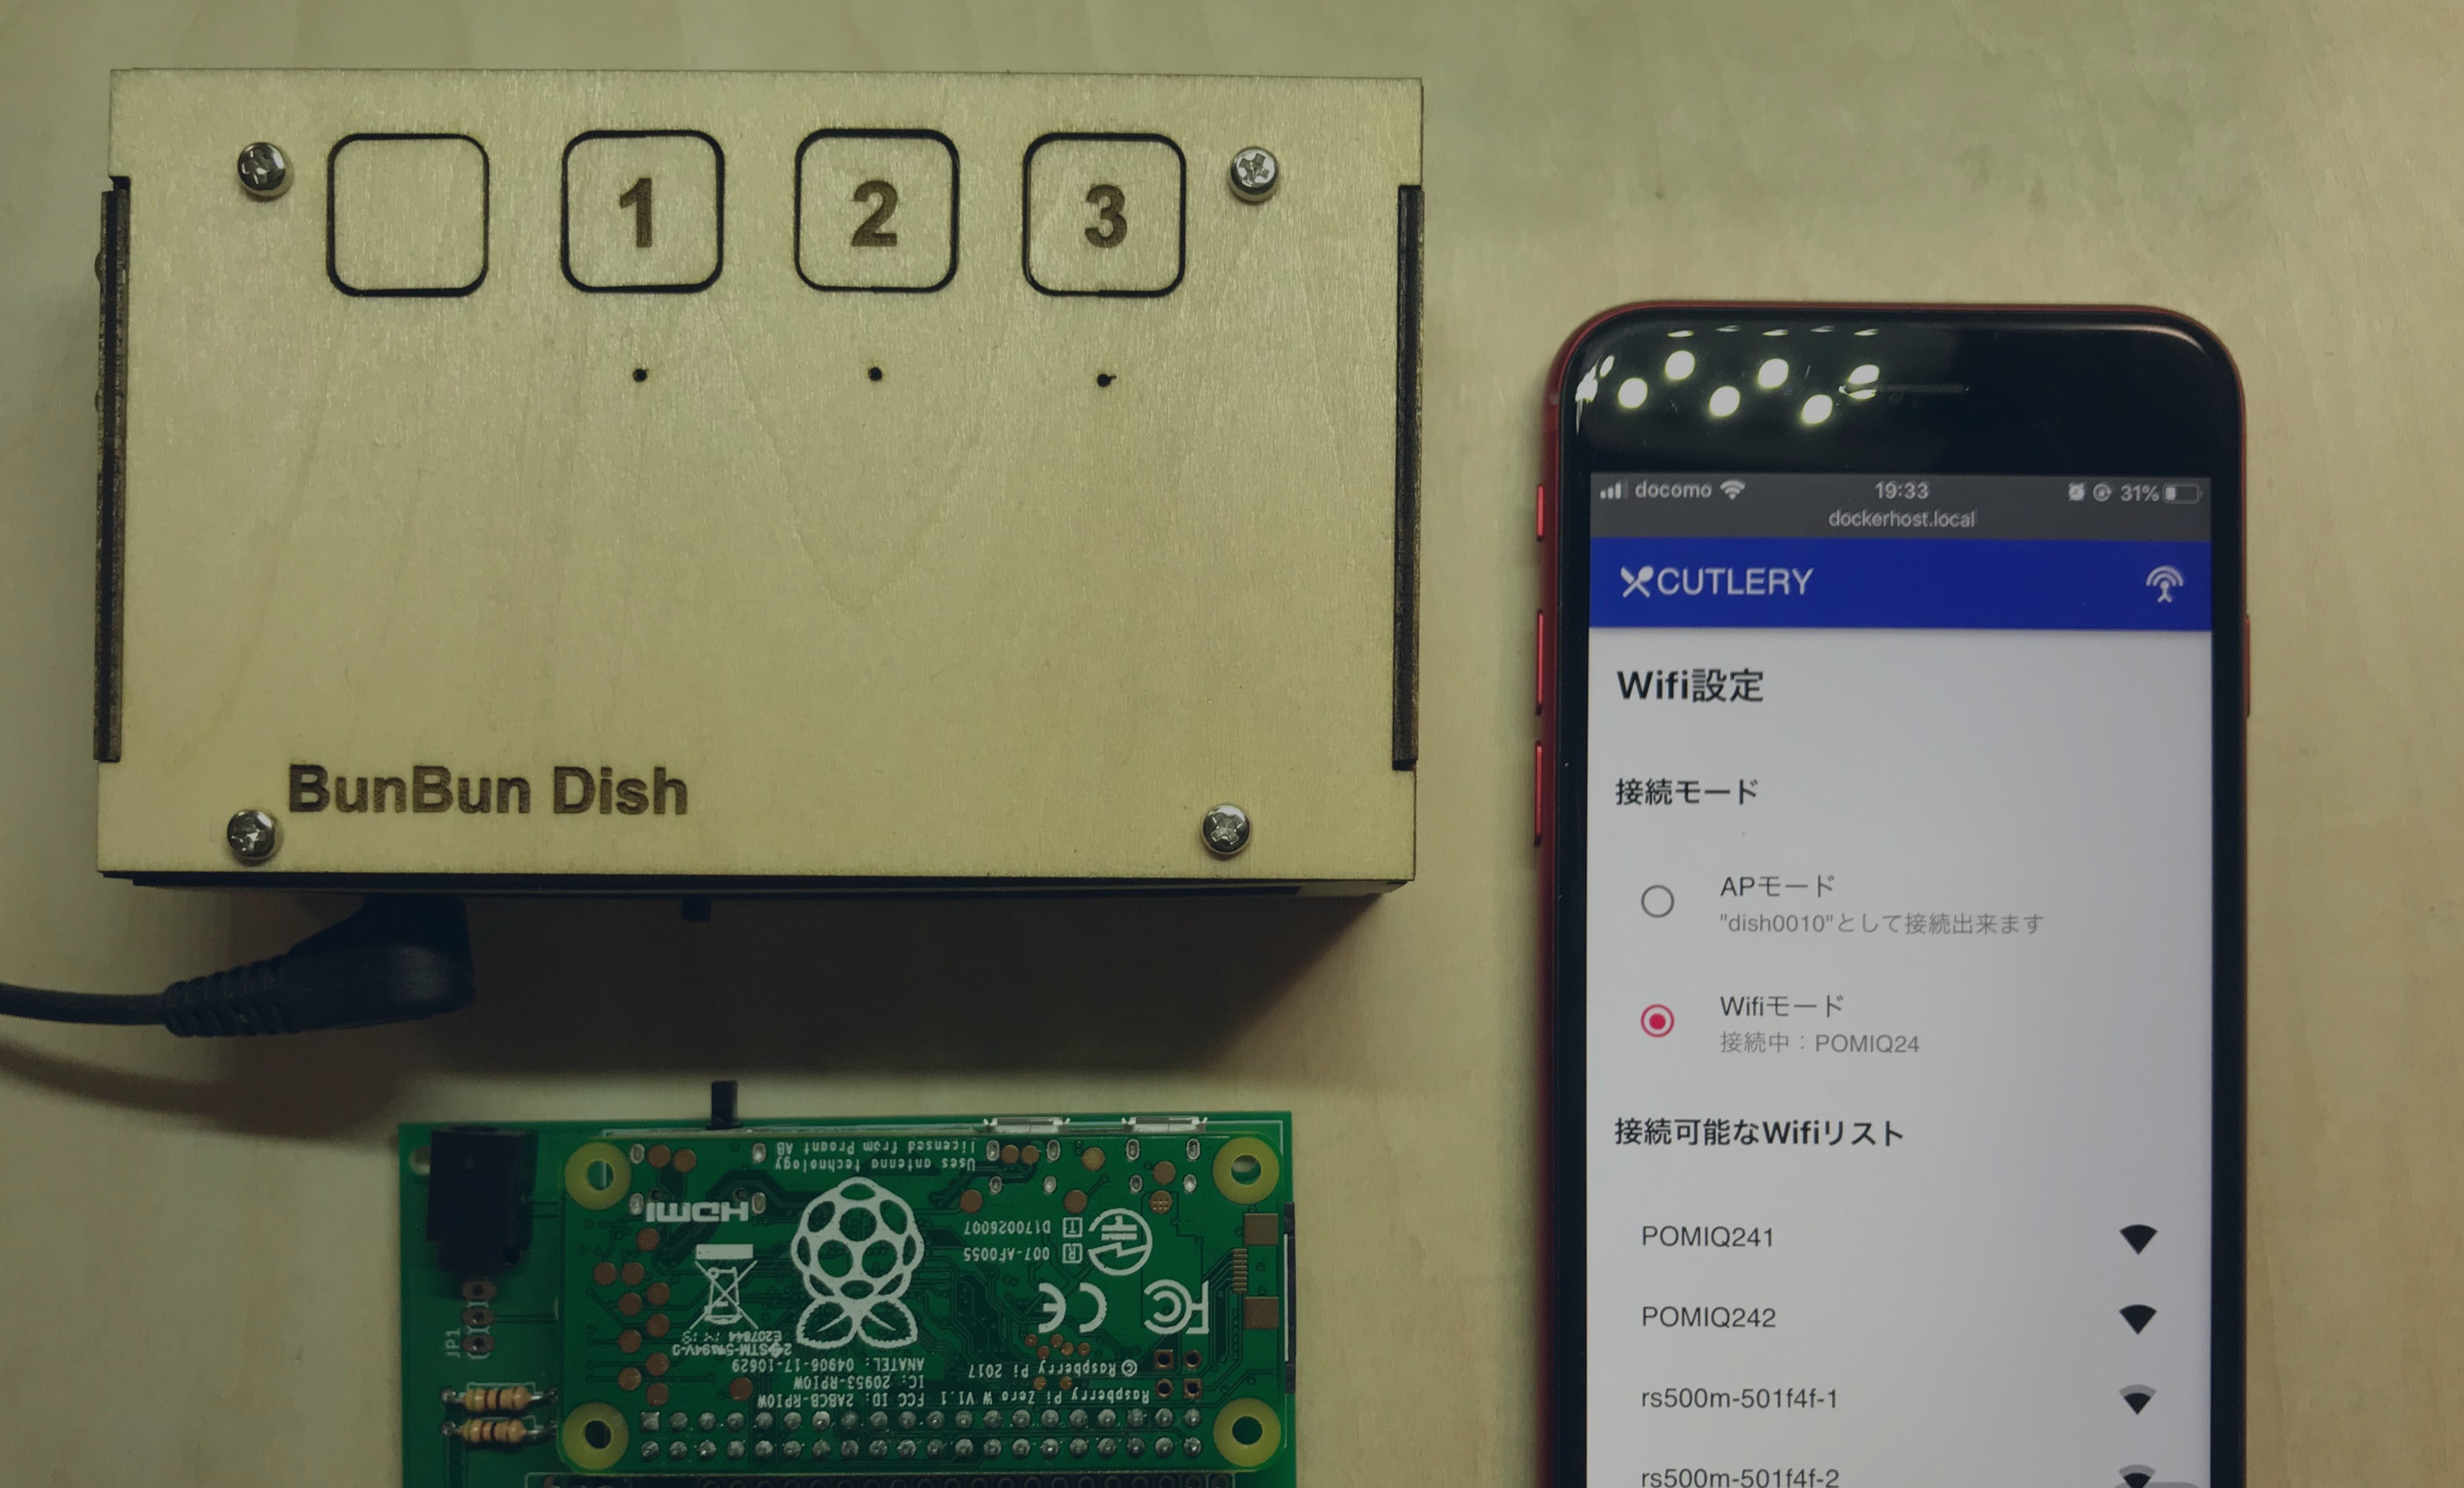 1 2 3
BunBun Dish
docomo 19:33 31%
dockerhost.local
CUTLERY
Wifi設定
接続モード
APモード
"dish0010"として接続出来ます
Wifiモード
接続中：POMIQ24
接続可能なWifiリスト
POMIQ241
POMIQ242
rs500m-501f4f-1
rs500m-501f4f-2
Raspberry Pi Zero W V1.1 FCC ID: 2ABCB-RPI0W
© Raspberry Pi 2017 IC: 20953-RPI0W
ANATEL: 04906-17-10629
E207844
FC CE
R 007-AF0055
T D170026007
HDMI
Uses antenna technology
licensed from Proant AB
JP1